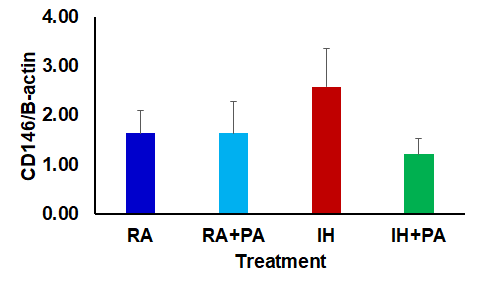 4.00
3.00
2.00
1.00
0.00
CD146/B-actin
RA
RA+PA
IH
IH+PA
Treatment